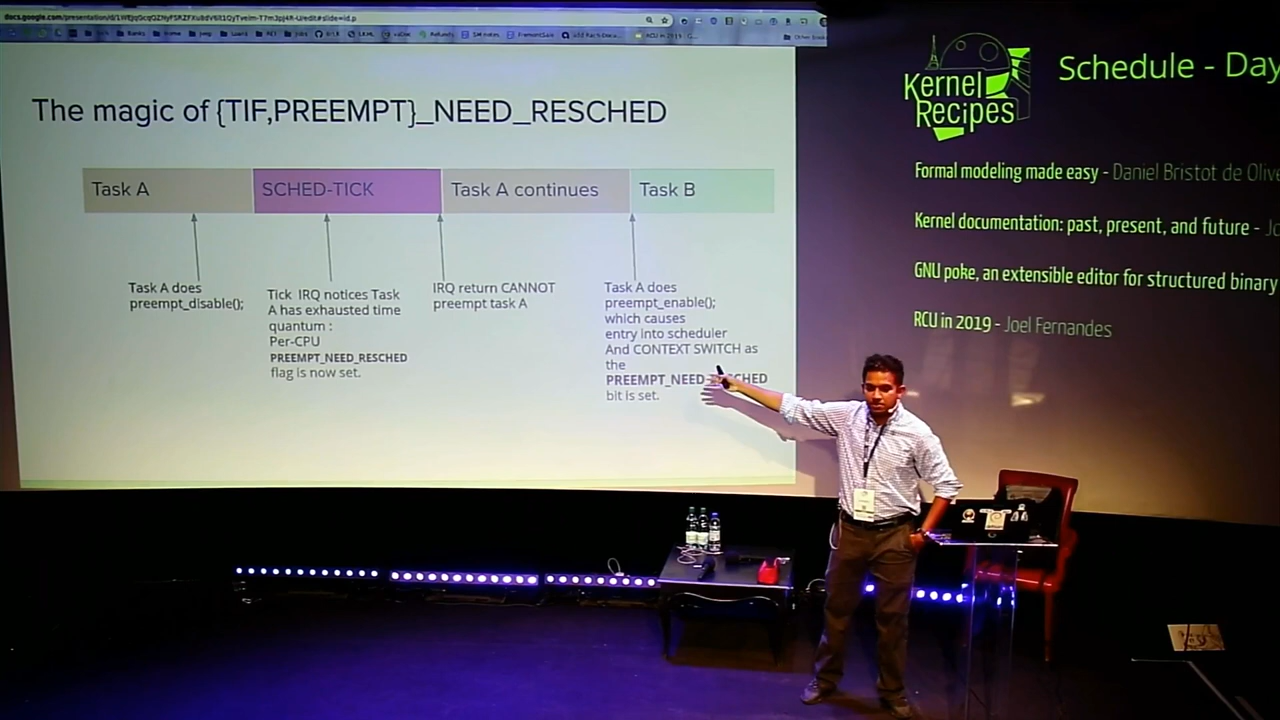 The magic of {TIF,PREEMPT}_NEED_RESCHED
Task A
SCHED-TICK
Task A continues
Task B
Task A does
preempt_disable();
Tick IRQ notices Task
A has exhausted time
quantum :
Per-CPU
PREEMPT_NEED_RESCHED
flag is now set.
IRQ return CANNOT
preempt task A
Task A does
preempt_enable();
which causes
entry into scheduler
And CONTEXT SWITCH as
the
PREEMPT_NEED_RESCHED
bit is set.
Kernel
Recipes
Schedule - Day
Formal modeling made easy - Daniel Bristot de Olive
Kernel documentation: past, present, and future - Jo
GNU poke, an extensible editor for structured binary
RCU in 2019 - Joel Fernandes